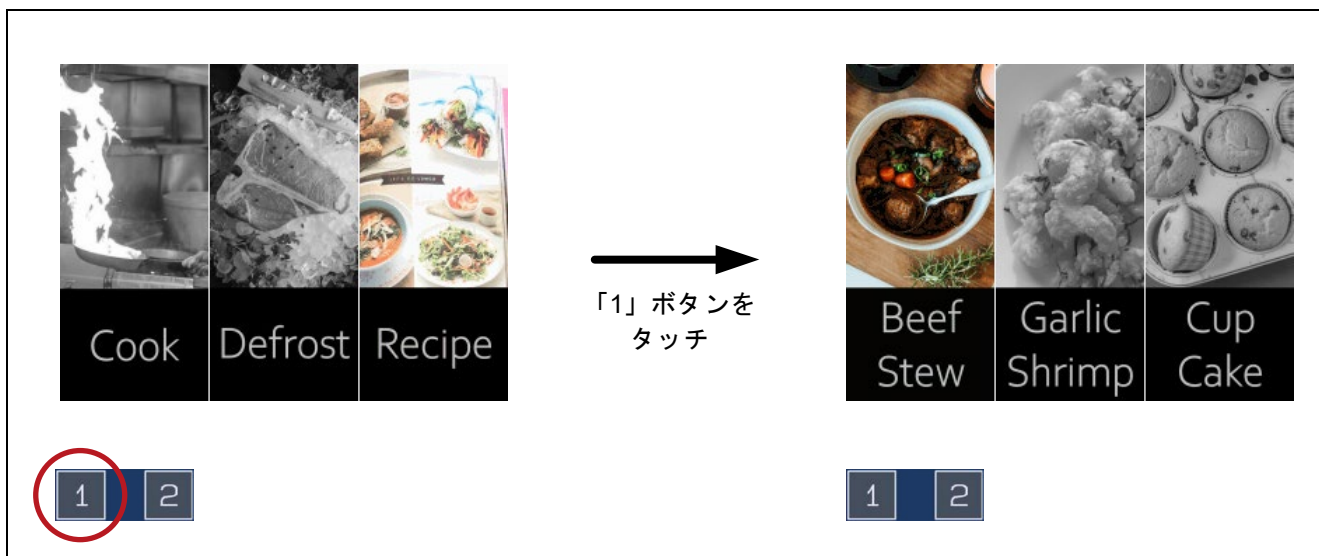 Cook Defrost Recipe
「1」ボタンを
タッチ
Beef Garlic Cup
Stew Shrimp Cake
1 2
1 2